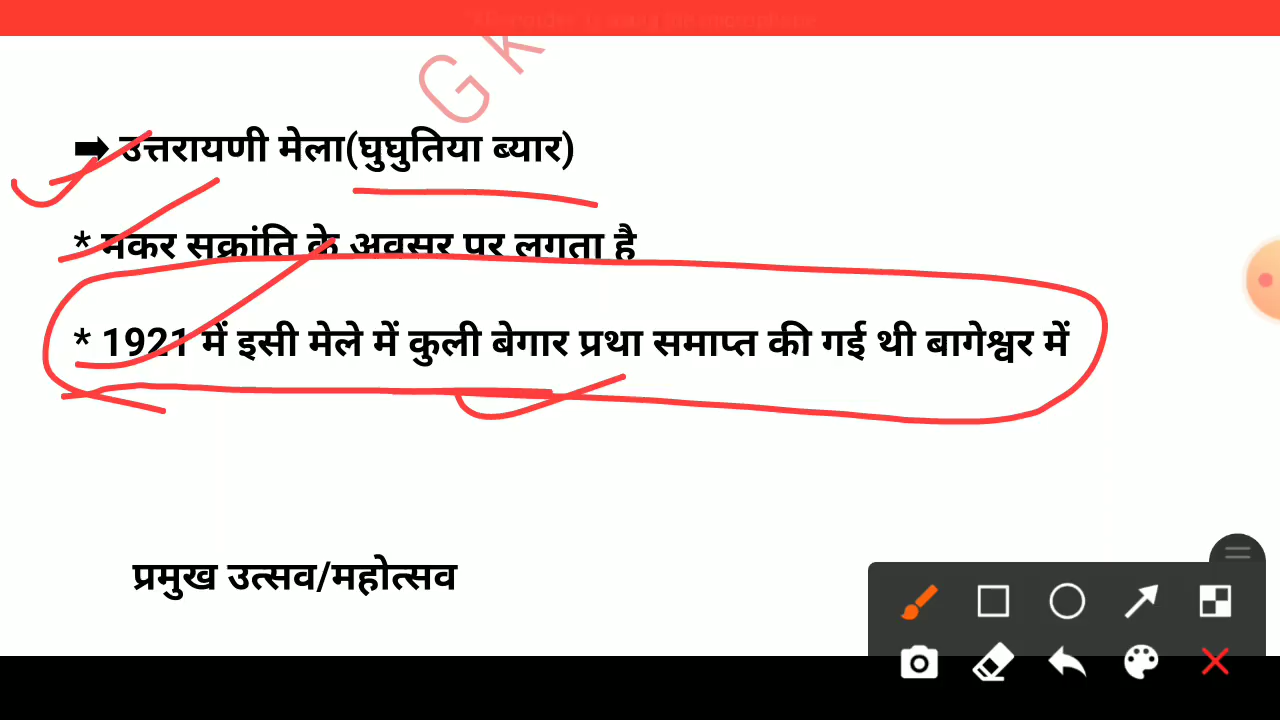 G K
➡ उत्तरायणी मेला(घुघुतिया ब्यार)
* मकर सक्रांति के अवसर पर लगता है
* 1921 में इसी मेले में कुली बेगार प्रथा समाप्त की गई थी बागेश्वर में
प्रमुख उत्सव/महोत्सव